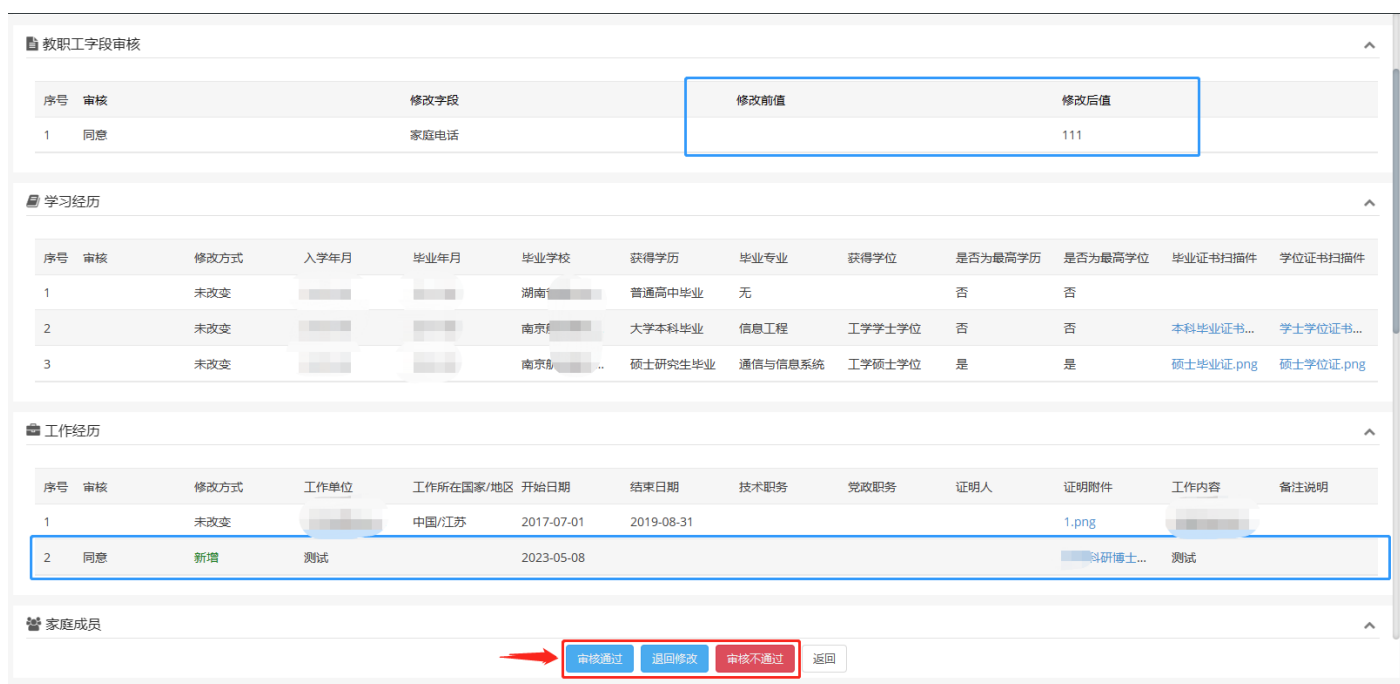 教职工字段审核
序号 审核 修改字段 修改前值 修改后值
1 同意 家庭电话 111
学习经历
序号 审核 修改方式 入学年月 毕业年月 毕业学校 获得学历 毕业专业 获得学位 是否为最高学历 是否为最高学位 毕业证书扫描件 学位证书扫描件
1 未改变 湖南 普通高中毕业 无 否 否
2 未改变 南京 大学本科毕业 信息工程 工学学士学位 否 否 本科毕业证书... 学士学位证书...
3 未改变 南京 .. 硕士研究生毕业 通信与信息系统 工学硕士学位 是 是 硕士毕业证.png 硕士学位证.png
工作经历
序号 审核 修改方式 工作单位 工作所在国家/地区 开始日期 结束日期 技术职务 党政职务 证明人 证明附件 工作内容 备注说明
1 未改变 中国/江苏 2017-07-01 2019-08-31 1.png
2 同意 新增 测试 2023-05-08 科研博士... 测试
家庭成员
审核通过 退回修改 审核不通过 返回